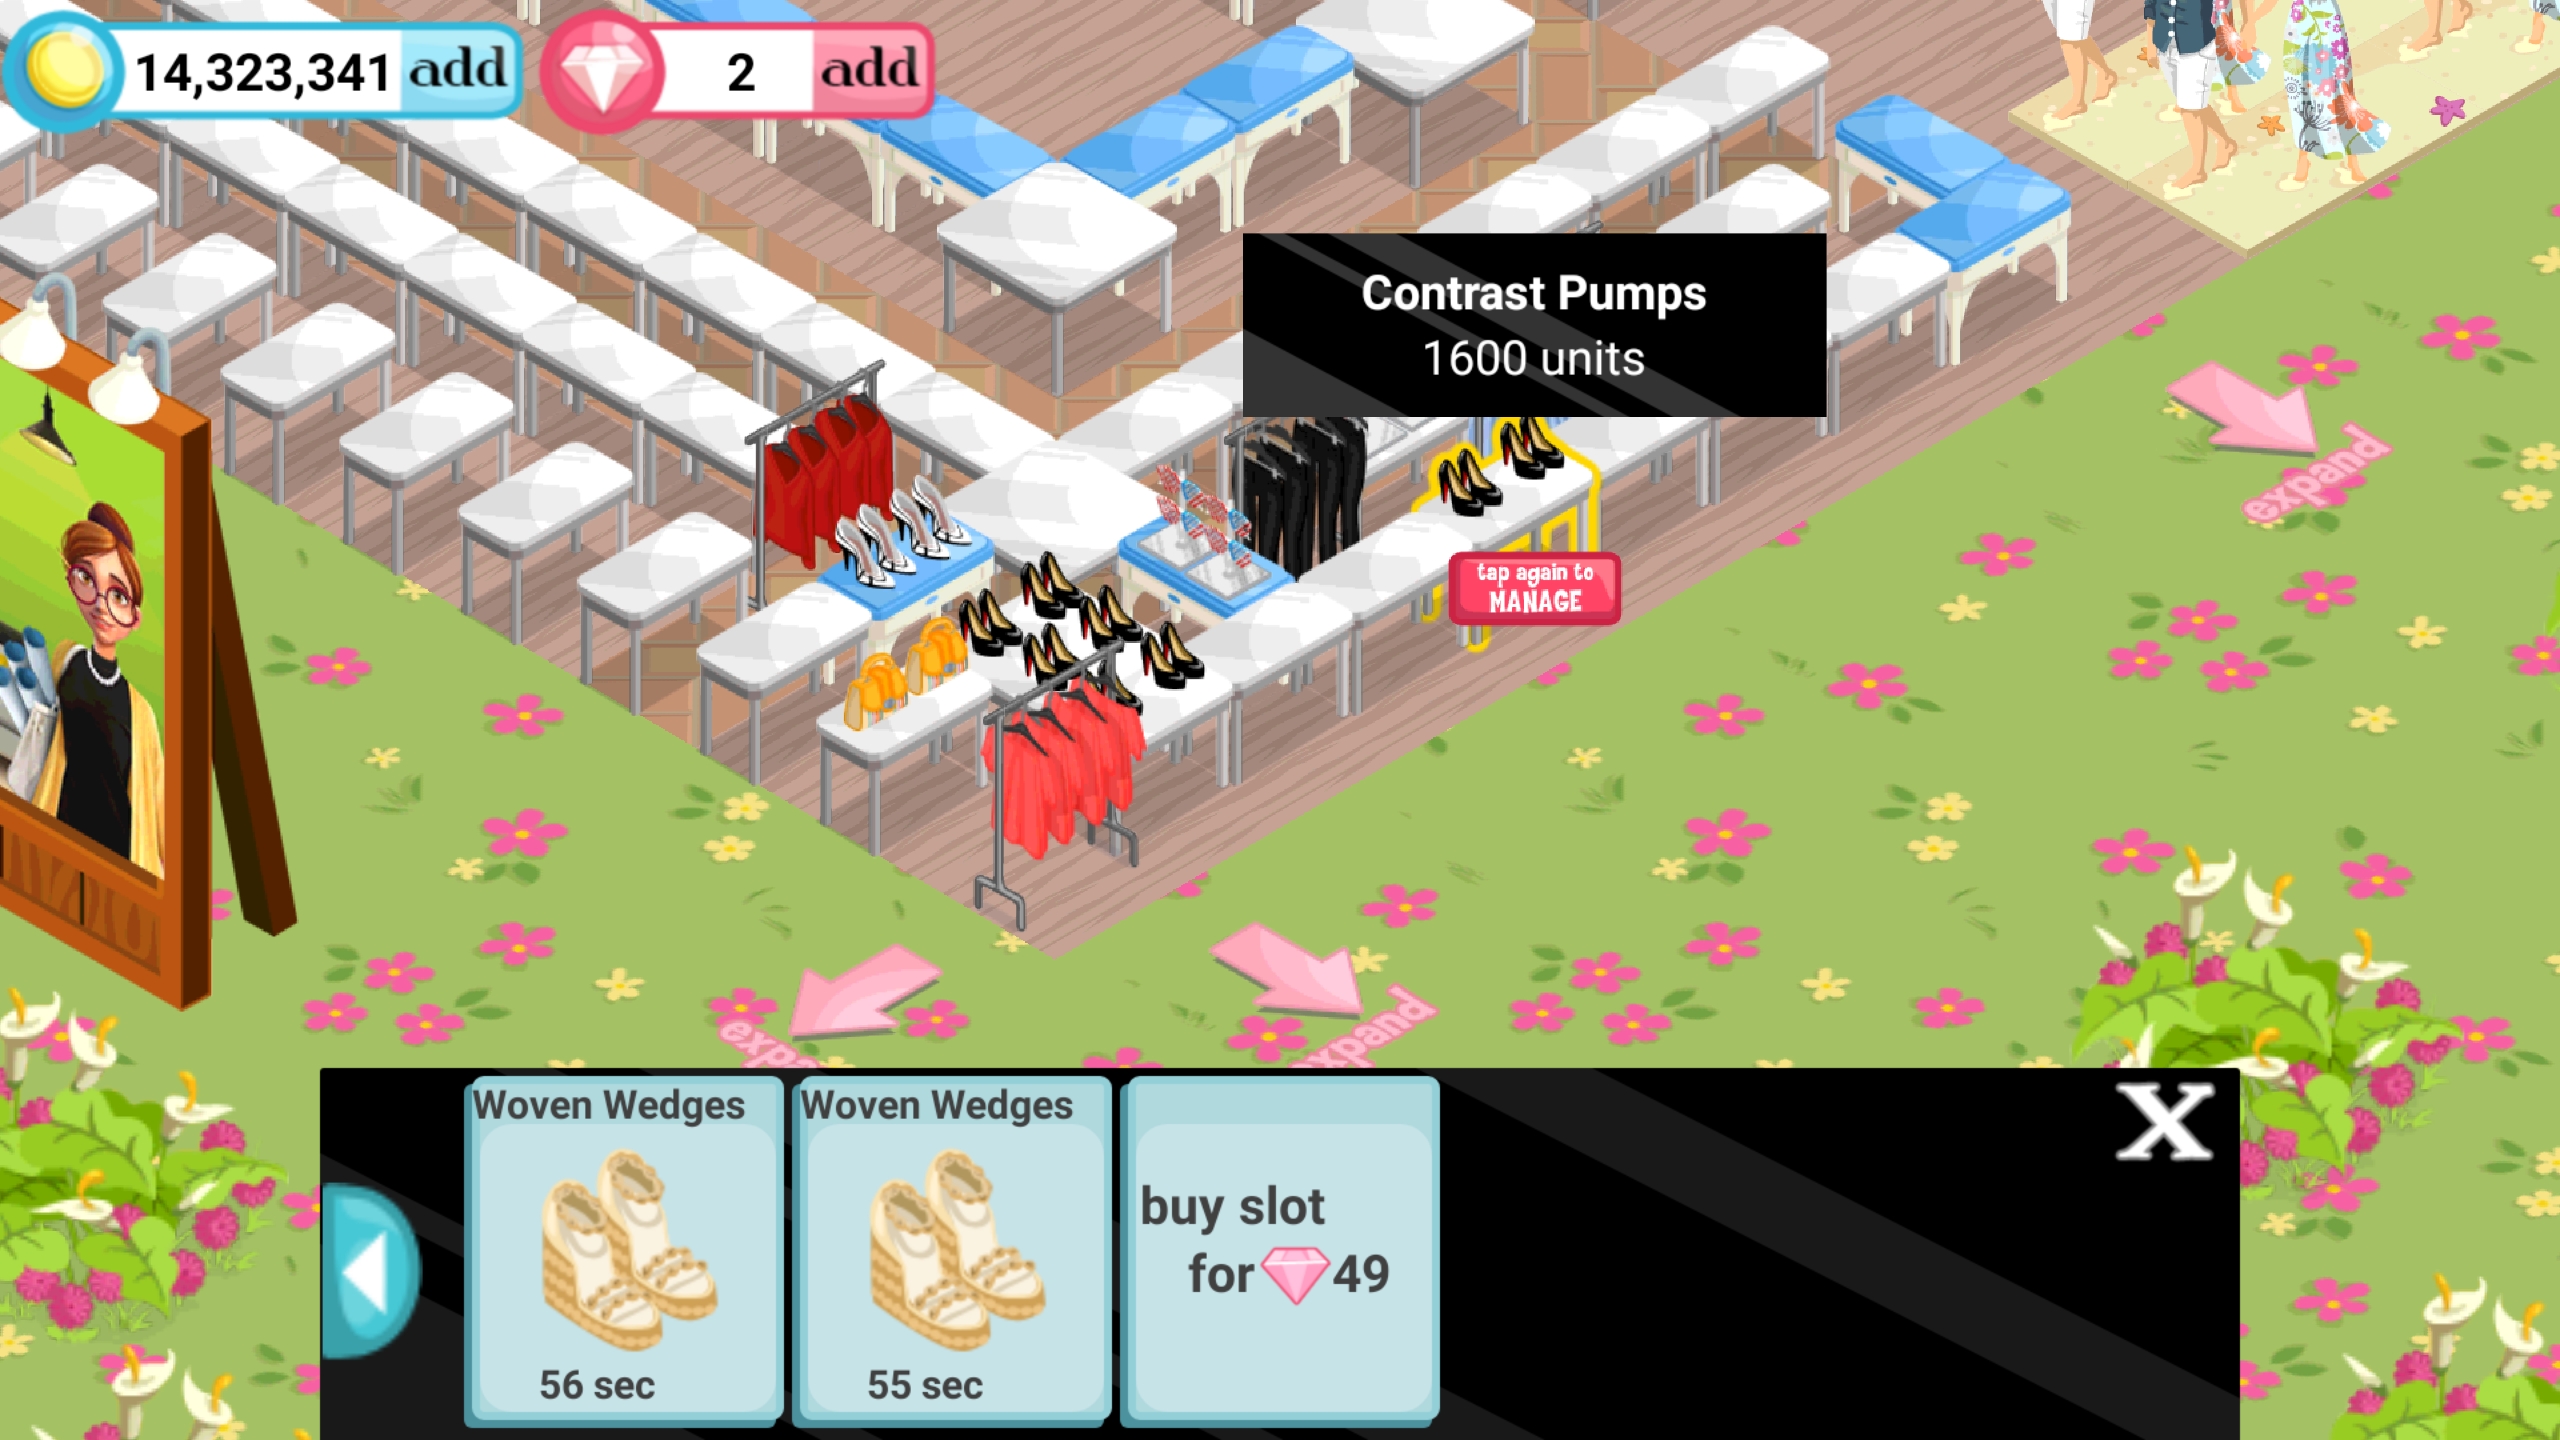 14,323,341 add
2 add
Contrast Pumps
1600 units
expand
tap again to
MANAGE
expand
Woven Wedges
56 sec
Woven Wedges
55 sec
buy slot
for 49
X